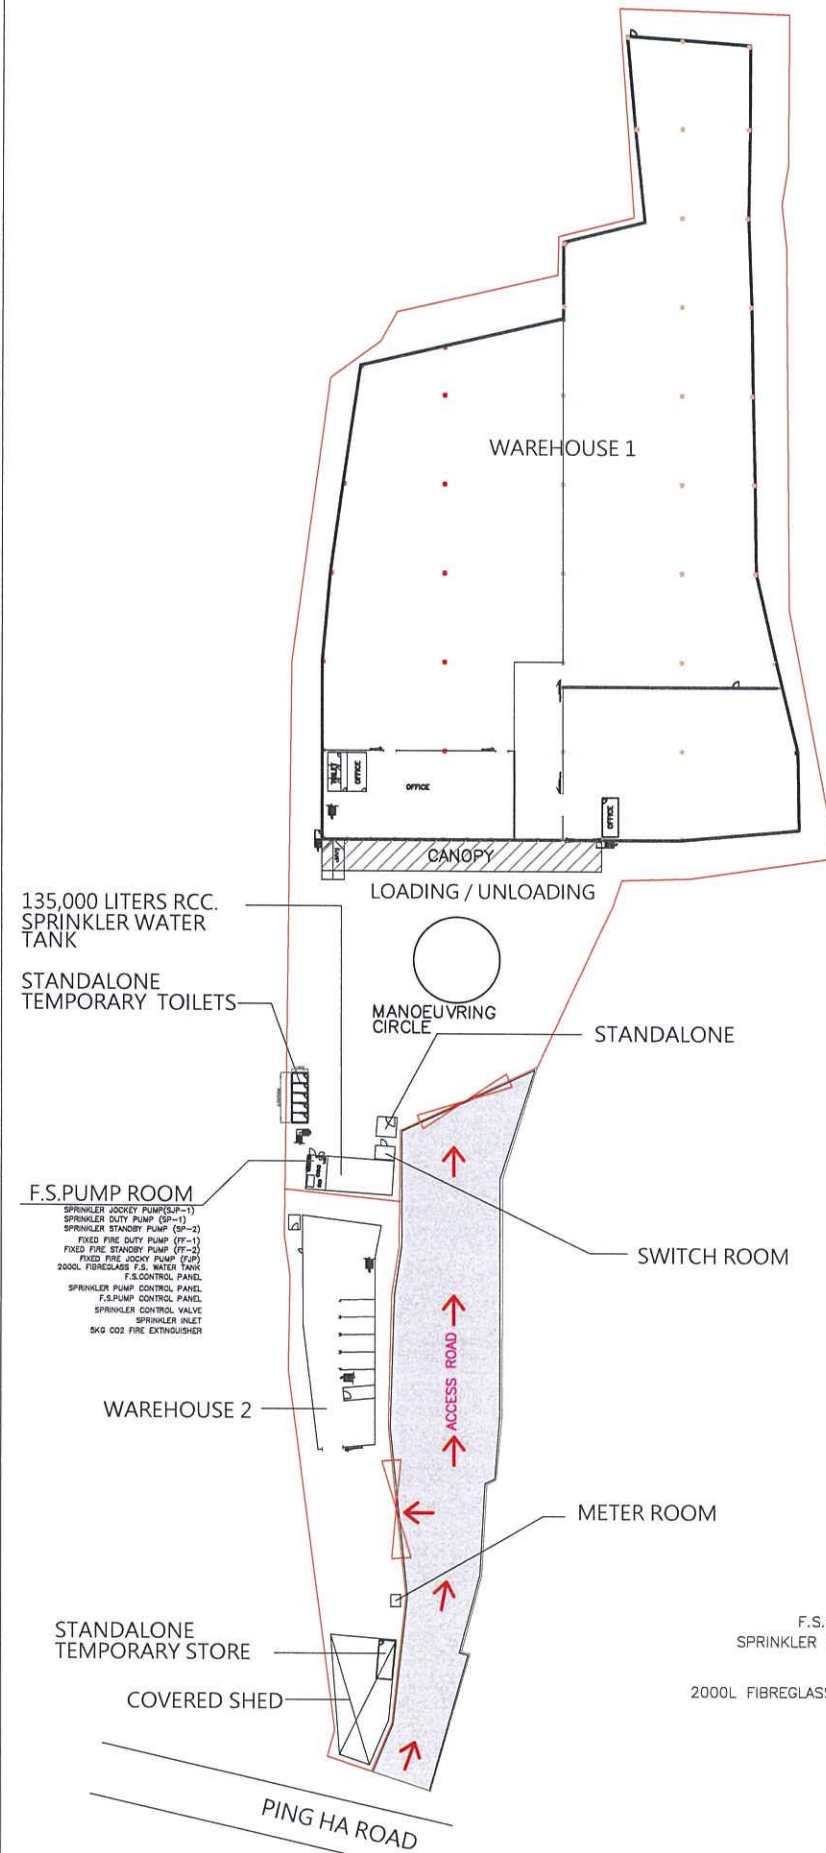 WAREHOUSE 1
TOILET
OFFICE
OFFICE
OFFICE
CANOPY
LOADING / UNLOADING
135,000 LITERS RCC.
SPRINKLER WATER
TANK
STANDALONE
TEMPORARY TOILETS
MANOEUVRING
CIRCLE
STANDALONE
F.S.PUMP ROOM
SPRINKLER JOCKEY PUMP(SJP-1)
SPRINKLER DUTY PUMP (SP-1)
SPRINKLER STANDBY PUMP (SP-2)
FIXED FIRE DUTY PUMP (FF-1)
FIXED FIRE STANDBY PUMP (FF-2)
FIXED FIRE JOCKY PUMP (FJP)
2000L FIBREGLASS F.S. WATER TANK
F.S.CONTROL PANEL
SPRINKLER PUMP CONTROL PANEL
F.S.PUMP CONTROL PANEL
SPRINKLER CONTROL VALVE
SPRINKLER INLET
5KG CO2 FIRE EXTINGUISHER
SWITCH ROOM
ACCESS ROAD
WAREHOUSE 2
METER ROOM
STANDALONE
TEMPORARY STORE
F.S.
SPRINKLER
COVERED SHED
2000L FIBREGLASS
PING HA ROAD